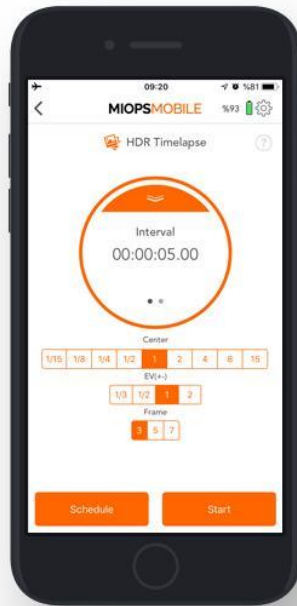 09:20 %81
MIOPSMOBILE %93
HDR Timelapse ?
Interval
00:00:05.00
Center
1/15 1/8 1/4 1/2 1 2 4 8 15
EV(+-)
1/3 1/2 1 2
Frame
3 5 7
Schedule Start